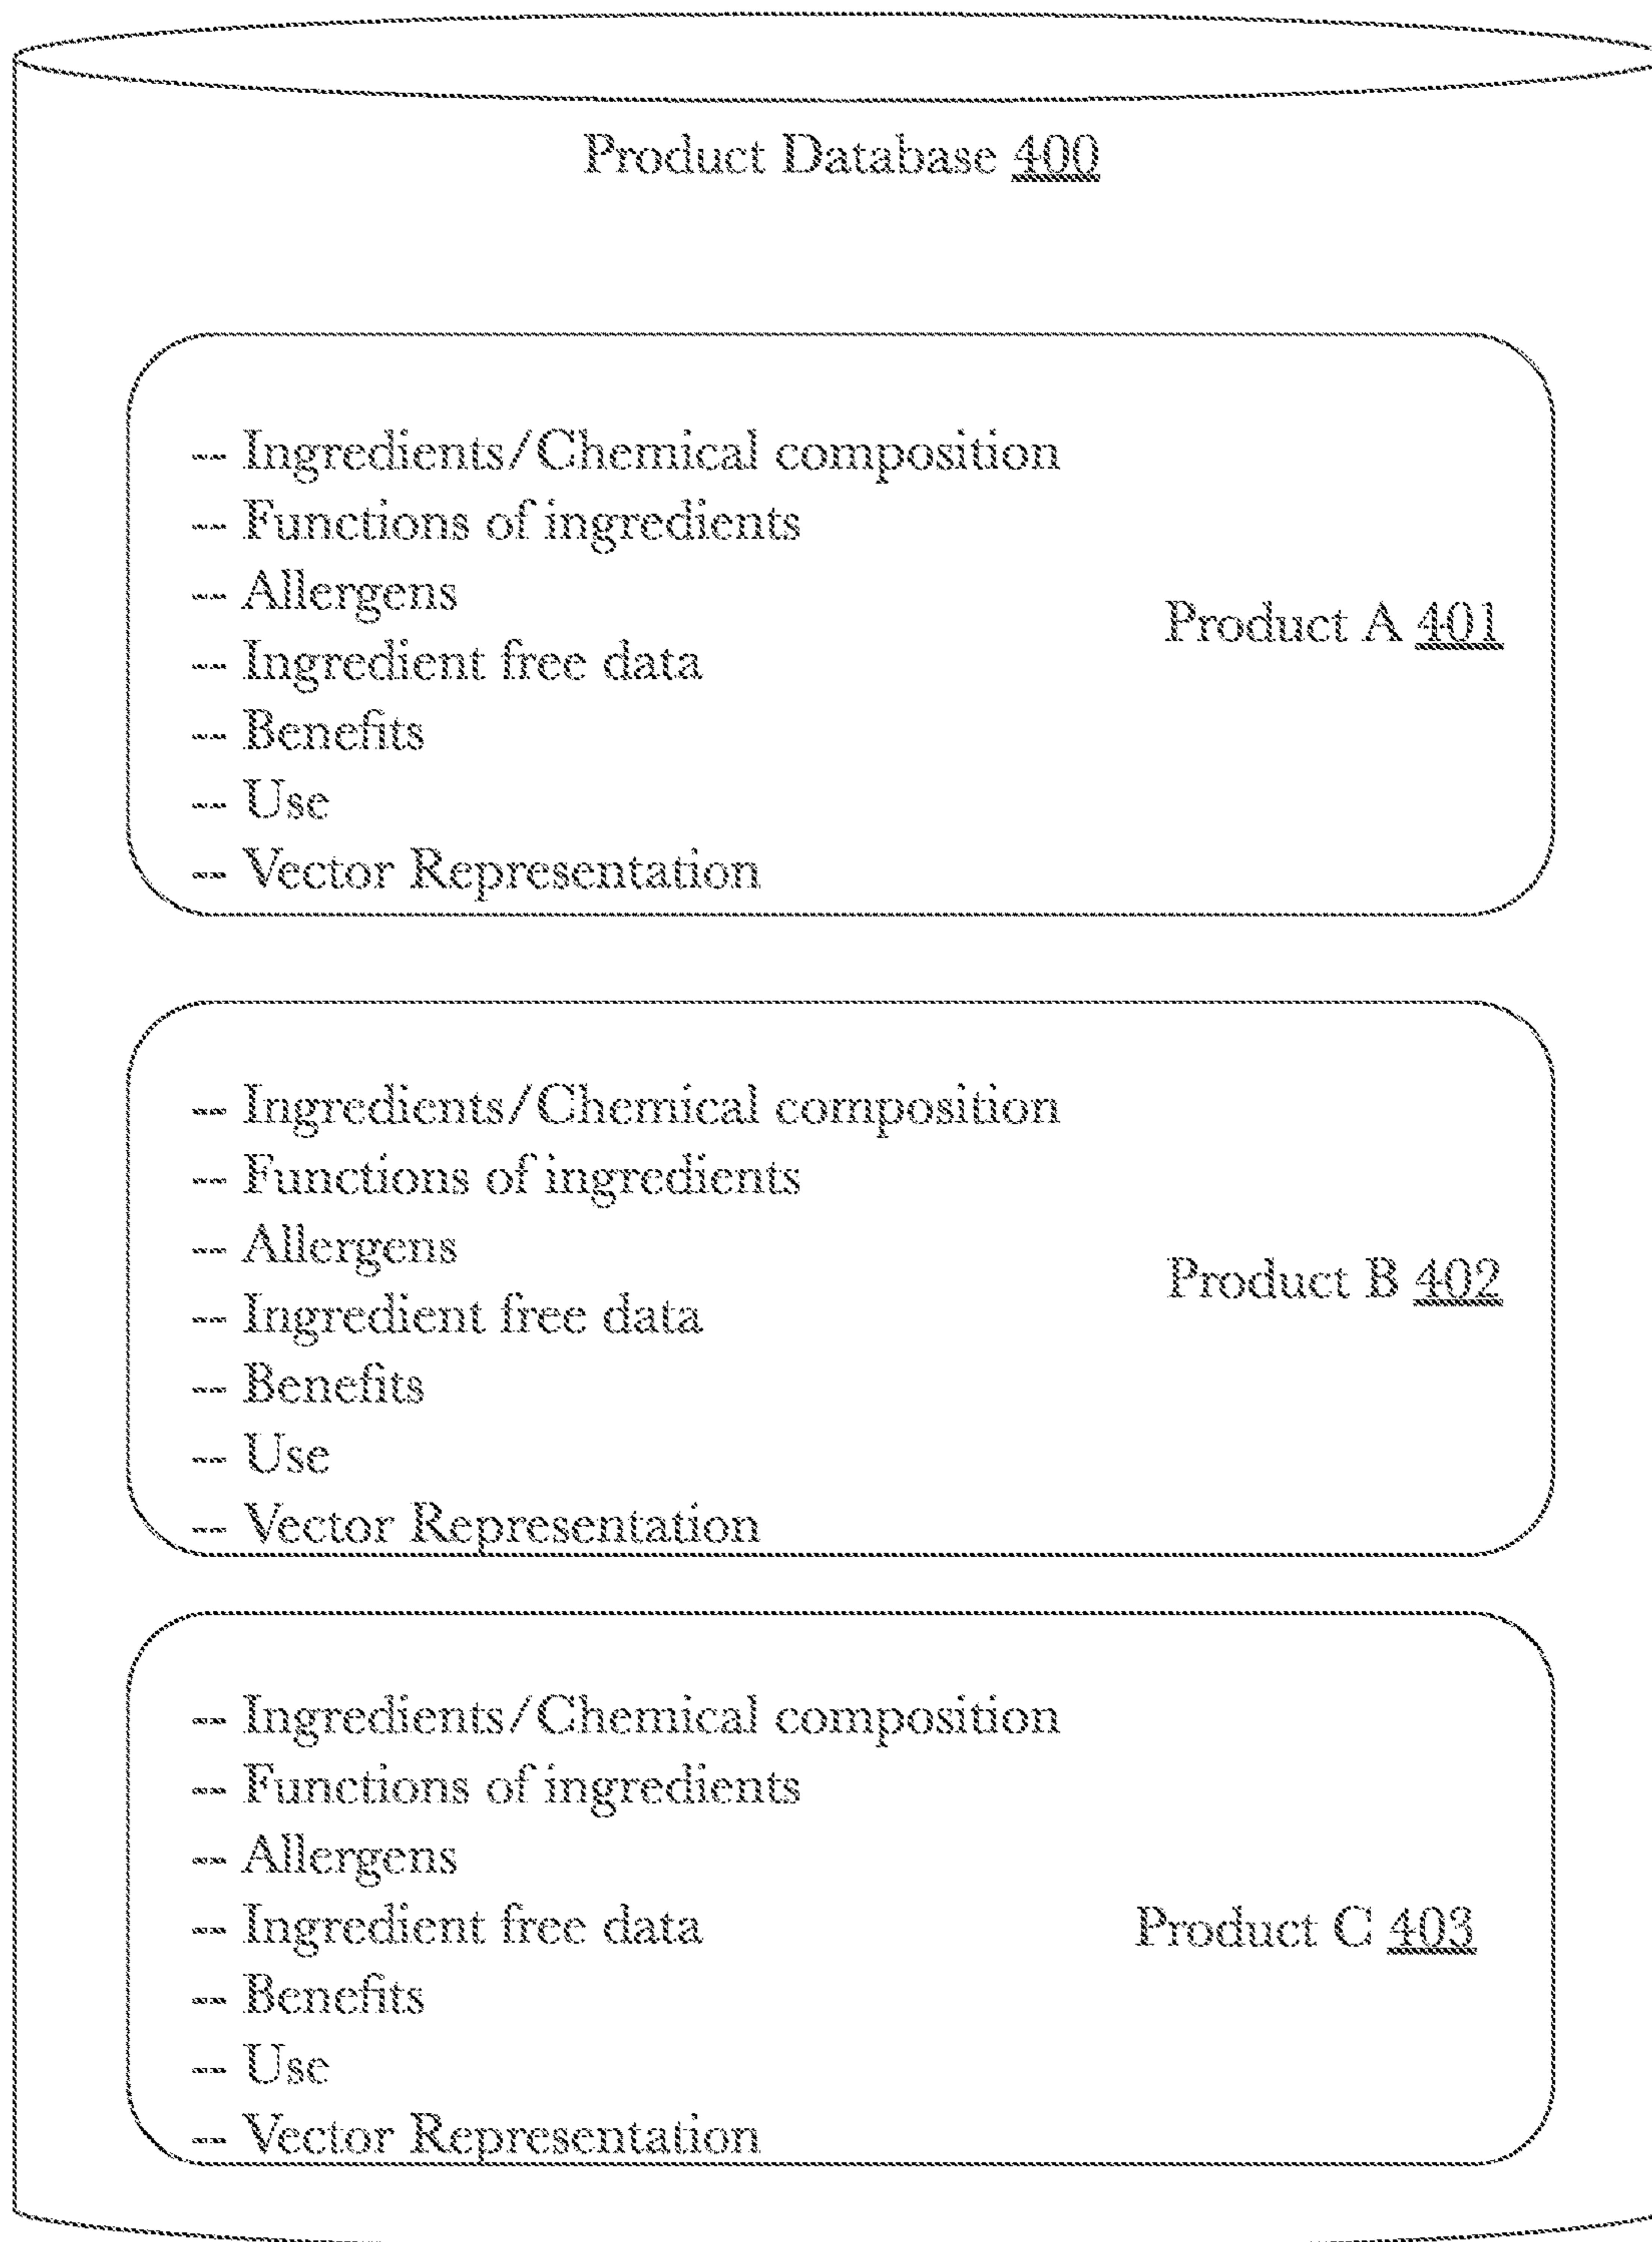 Product Database 400
-- Ingredients/Chemical composition
-- Functions of ingredients
-- Allergens
Product A 401
-- Ingredient free data
-- Benefits
-- Use
-- Vector Representation
-- Ingredients/Chemical composition
-- Functions of ingredients
-- Allergens
Product B 402
-- Ingredient free data
-- Benefits
-- Use
-- Vector Representation
-- Ingredients/Chemical composition
-- Functions of ingredients
-- Allergens
-- Ingredient free data
Product C 403
-- Benefits
-- Use
-- Vector Representation